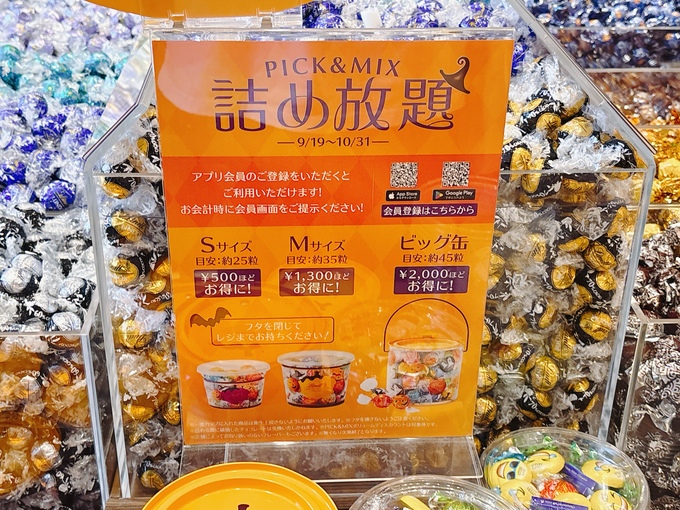 PICK&MIX
詰め放題
9/19〜10/31
アプリ会員のご登録をいただくと
ご利用いただけます!
お会計時に会員画面をご提示ください!
App Store
Google Play
会員登録はこちらから
Sサイズ
目安:約25粒
¥500ほど
お得に!
Mサイズ
目安:約35粒
¥1,300ほど
お得に!
ビッグ缶
目安:約45粒
¥2,000ほど
お得に!
フタを閉じて
レジまでお持ちください!